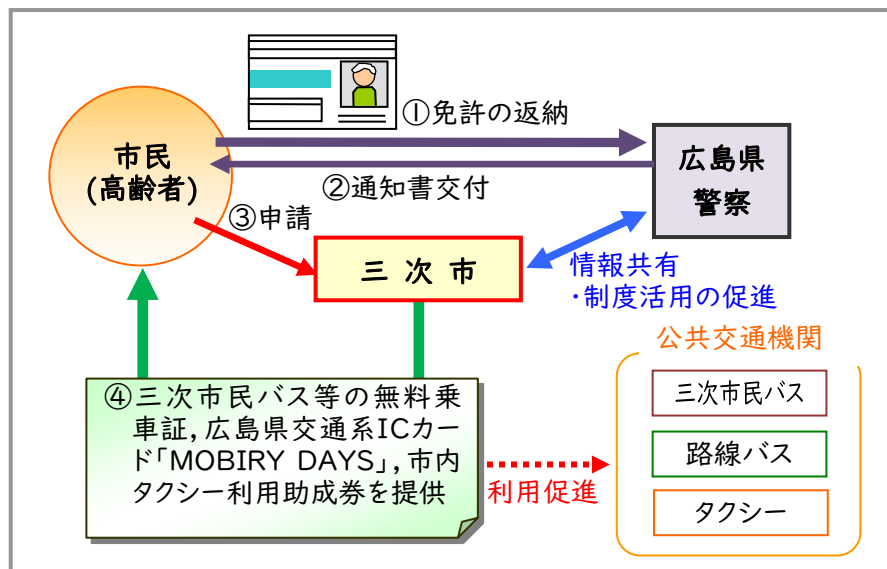 ①免許の返納
市民
(高齢者)
広島県
警察
②通知書交付
③申請
三次市
情報共有
・制度活用の促進
公共交通機関
三次市民バス
路線バス
タクシー
④三次市民バス等の無料乗
車証,広島県交通系ICカー
ド「MOBIRY DAYS」,市内
タクシー利用助成券を提供
利用促進